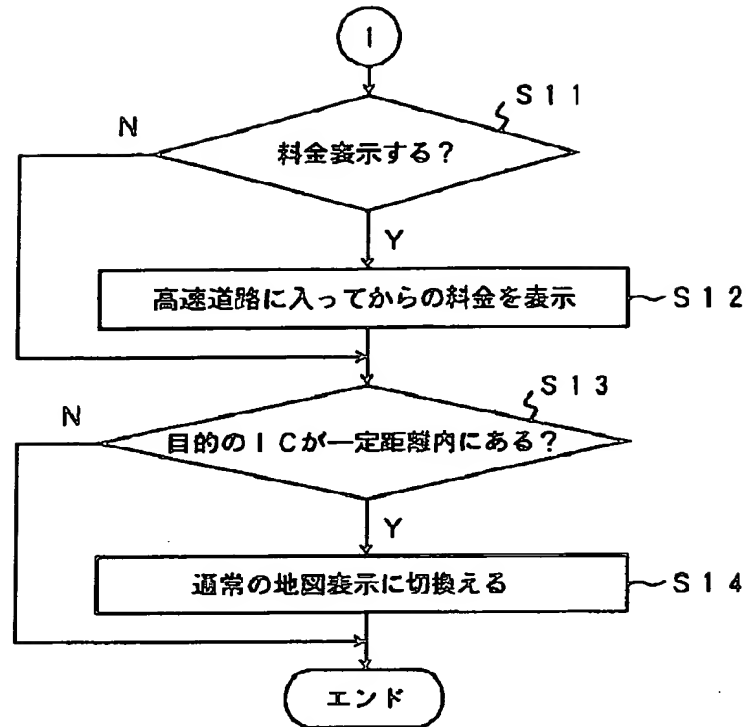 1
S11
N
料金表示する?
Y
高速道路に入ってからの料金を表示
S12
S13
N
目的のICが一定距離内にある?
Y
通常の地図表示に切換える
S14
エンド